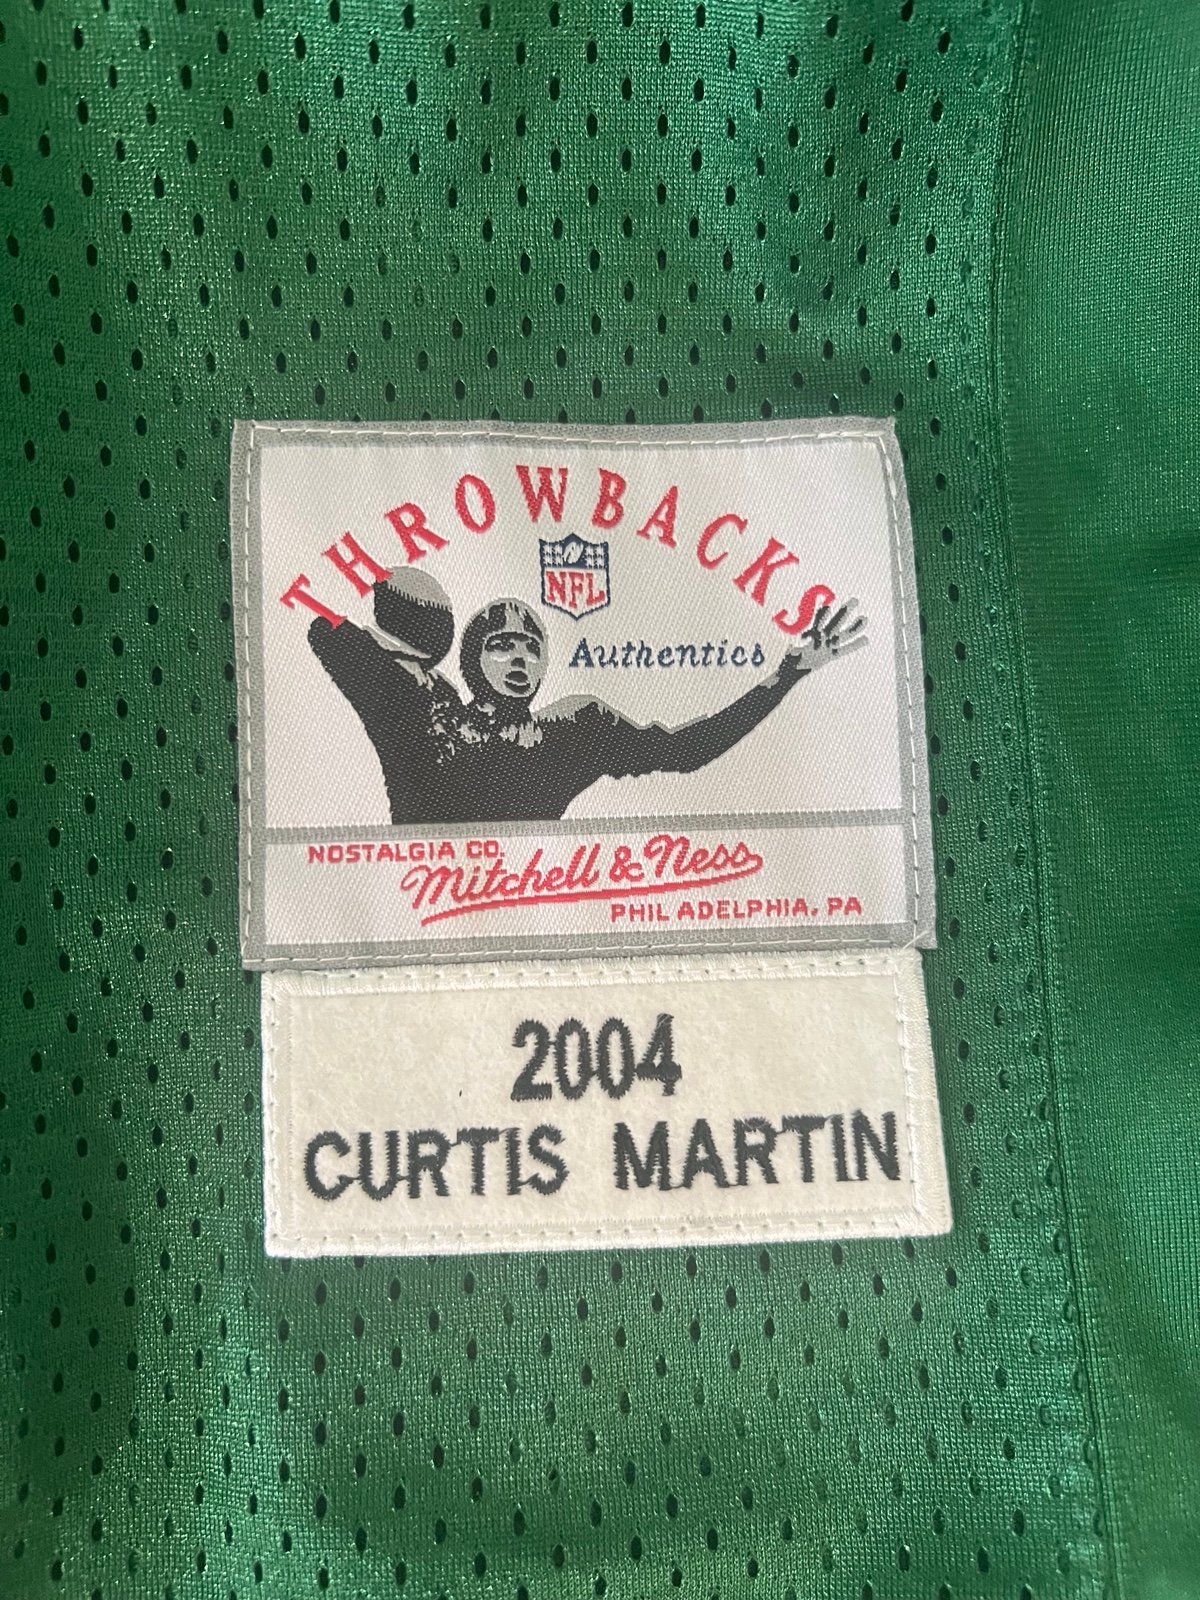 THROWBACKS
NFL
Authentics
NOSTALGIA CO.
Mitchell & Ness
PHILADELPHIA, PA
2004
CURTIS MARTIN